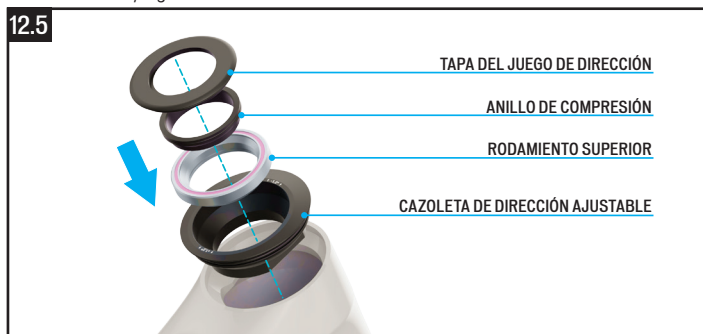 12.5
TAPA DEL JUEGO DE DIRECCIÓN
ANILLO DE COMPRESIÓN
RODAMIENTO SUPERIOR
CAZOLETA DE DIRECCIÓN AJUSTABLE